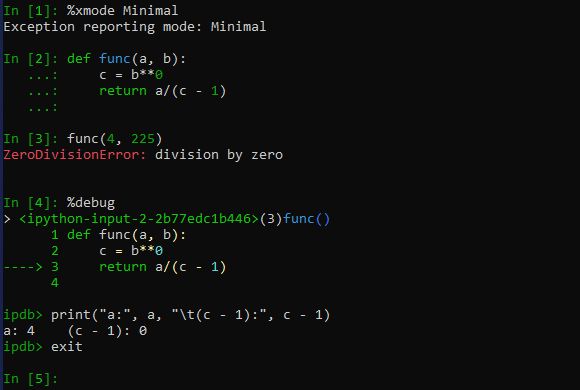 In [1]: %xmode Minimal
Exception reporting mode: Minimal
In [2]: def func(a, b):
   ...:     c = b**0
   ...:     return a/(c - 1)
   ...:
In [3]: func(4, 225)
ZeroDivisionError: division by zero
In [4]: %debug
> <ipython-input-2-2b77edc1b446>(3)func()
      1 def func(a, b):
      2     c = b**0
----> 3     return a/(c - 1)
      4
ipdb> print("a:", a, "\t(c - 1):", c - 1)
a: 4    (c - 1): 0
ipdb> exit
In [5]: